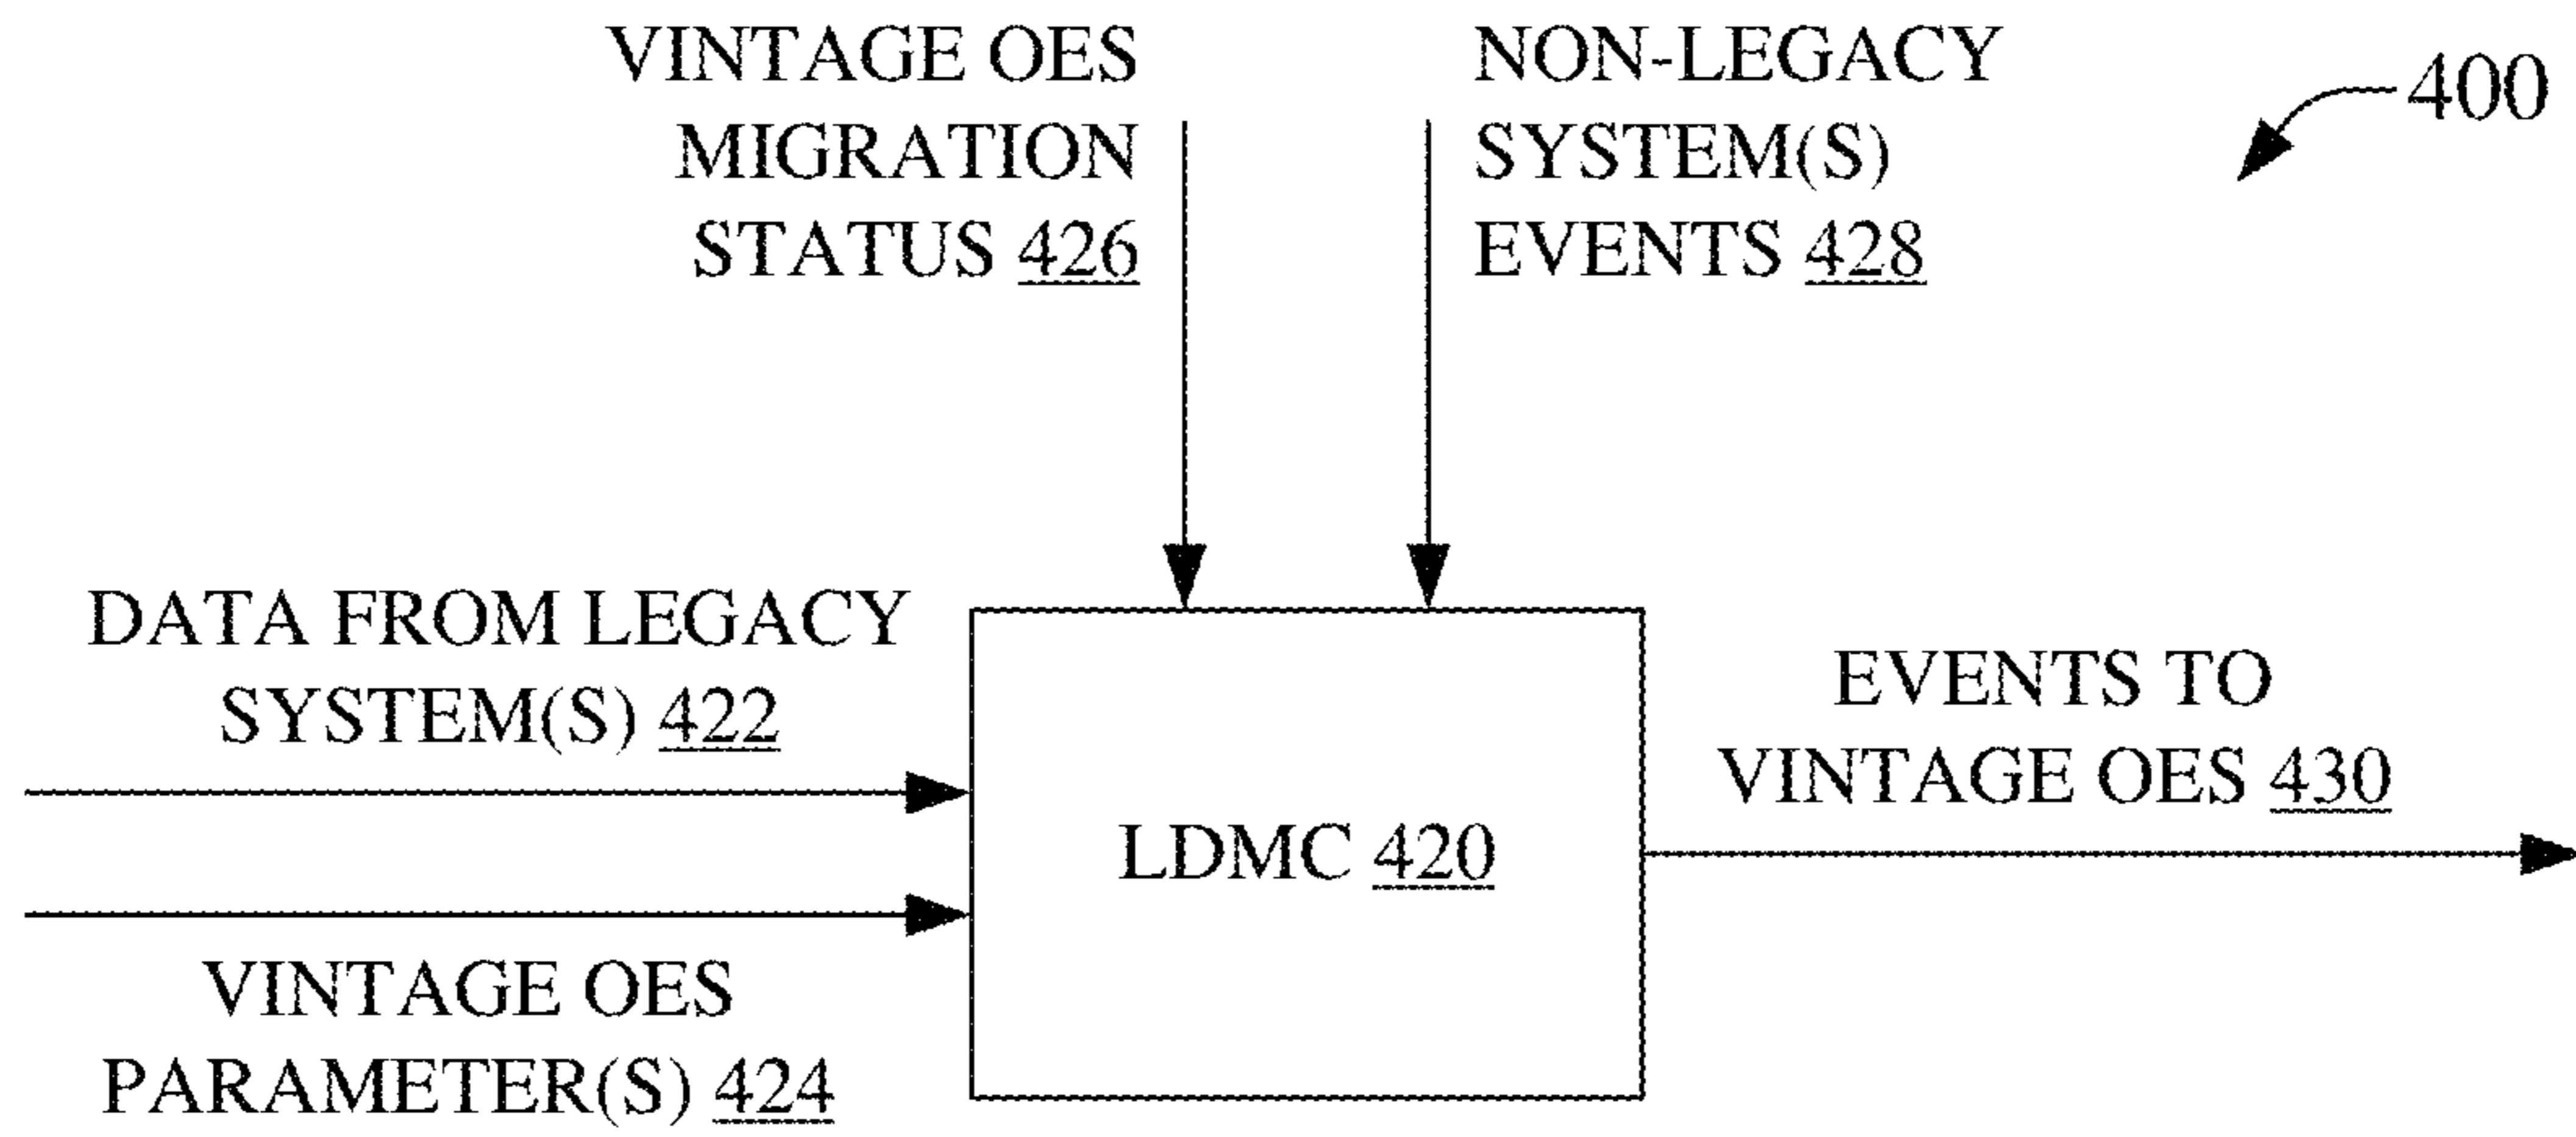 VINTAGE OES
MIGRATION
STATUS 426
NON-LEGACY
SYSTEM(S)
EVENTS 428
400
DATA FROM LEGACY
SYSTEM(S) 422
VINTAGE OES
PARAMETER(S) 424
LDMC 420
EVENTS TO
VINTAGE OES 430